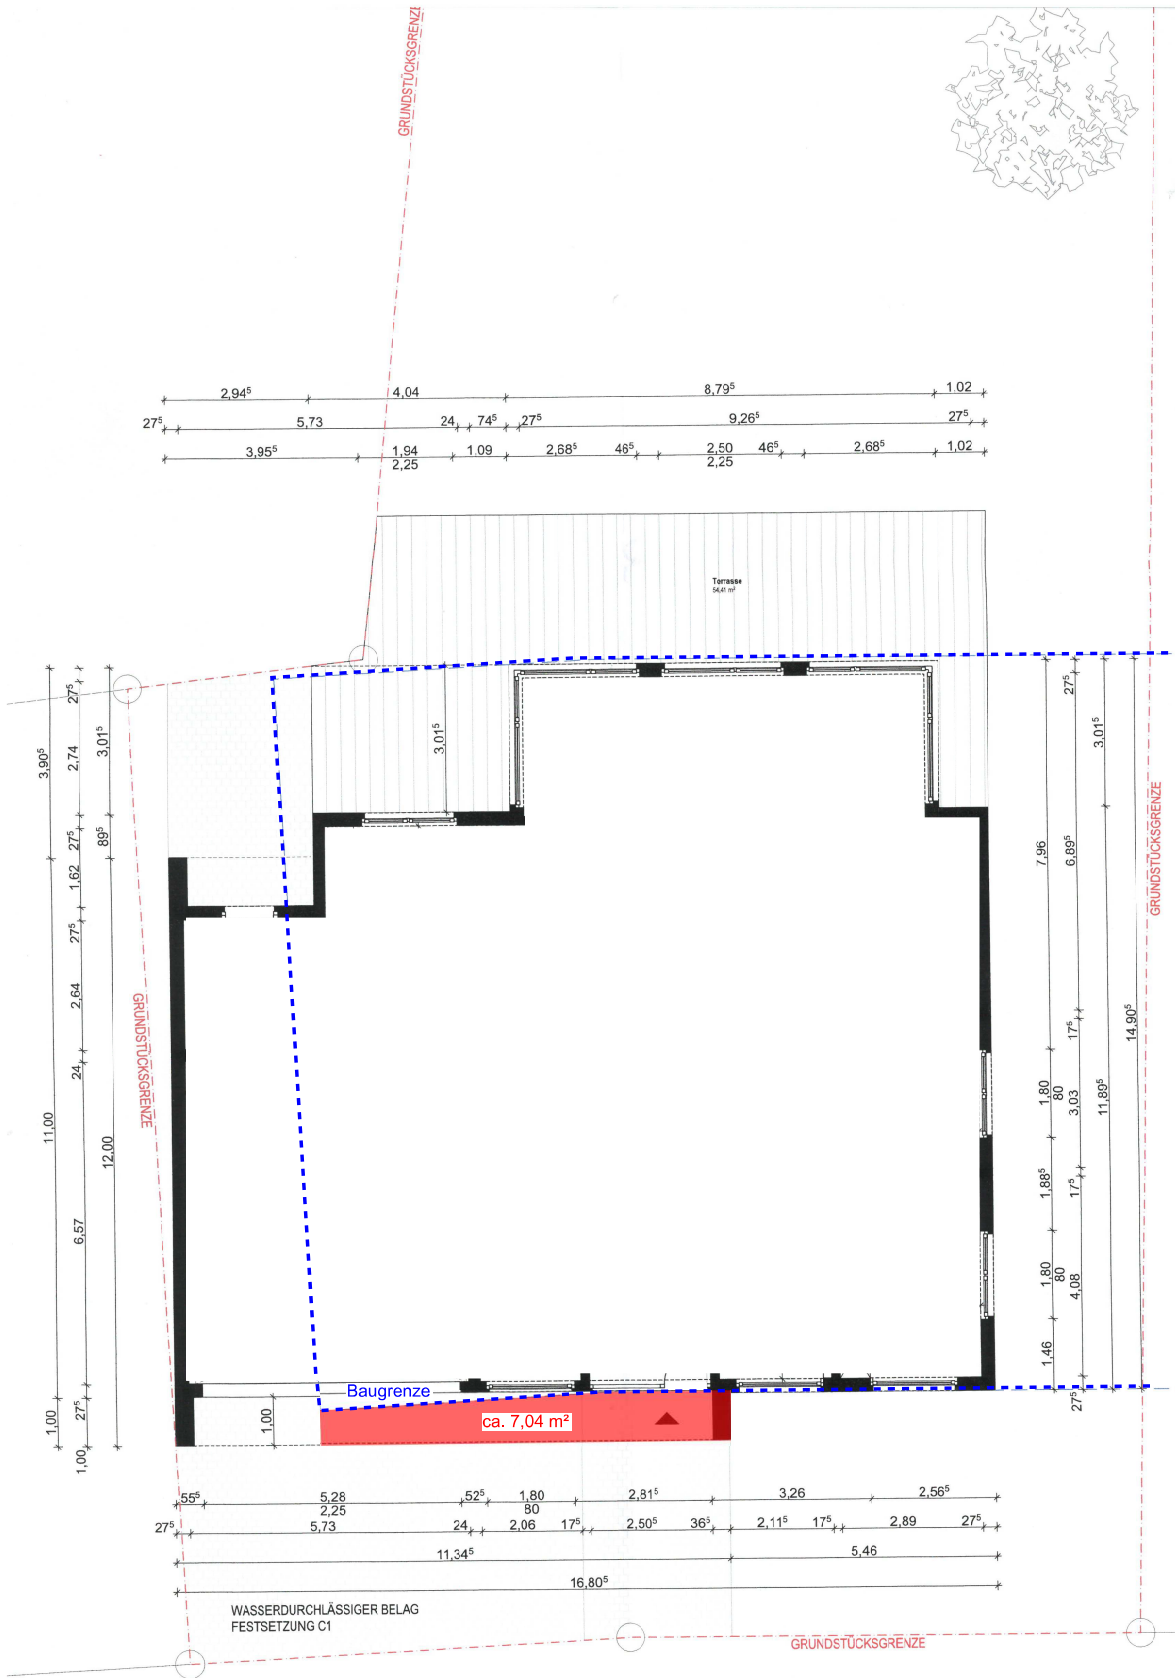 GRUNDSTÜCKSGRENZE
2,94⁵ 4,04 8,79⁵ 1.02
27⁵ 5,73 24 74⁵ 27⁵ 9,26⁵ 27⁵
3,95⁵ 1,94 1.09 2,68⁵ 46⁵ 2,50 46⁵ 2,68⁵ 1,02
2,25 2,25
Terrasse
54,41 m²
3,90⁵ 11,00 1,00
27⁵ 2,74 27⁵ 1,62 27⁵ 2,64 24 6,57 27⁵ 1,00
3,01⁵ 89⁵ 12,00
3,01⁵
GRUNDSTÜCKSGRENZE
1,00
7,96 1,80 1,88⁵ 1,80 1,46
80 80
27⁵ 6,89⁵ 17⁵ 3,03 17⁵ 4,08 27⁵
3,01⁵ 11,89⁵
14,90⁵
GRUNDSTÜCKSGRENZE
Baugrenze
ca. 7,04 m²
55⁵ 5,28 52⁵ 1,80 2,81⁵ 3,26 2,56⁵
2,25 80
27⁵ 5,73 24 2,06 17⁵ 2,50⁵ 36⁵ 2,11⁵ 17⁵ 2,89 27⁵
11,34⁵ 5,46
16,80⁵
WASSERDURCHLÄSSIGER BELAG
FESTSETZUNG C1
GRUNDSTÜCKSGRENZE